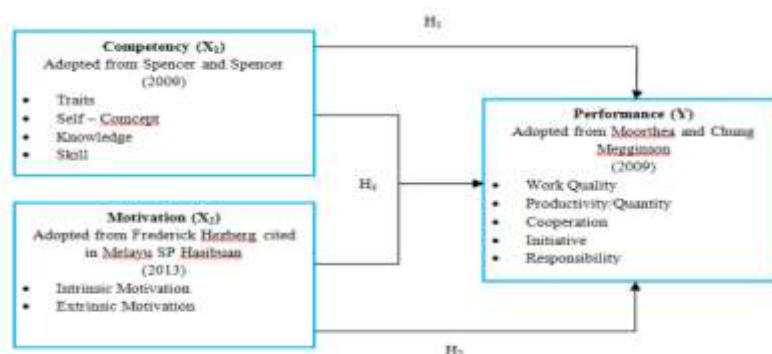 H₁
Competency (X₁)
Adopted from Spencer and Spencer
(2009)
• Traits
• Self – Comcept
• Knowledge
• Skill
Performance (Y)
Adopted from Moorthea and Chung
Megginson
(2009)
• Work Quality
• Productivity/Quantity
• Cooperation
• Initiative
• Responsibility
H₃
Motivation (X₂)
Adopted from Frederick Hezberg cited
in Melayu SP Hasibuan
(2013)
• Intrinsic Motivation
• Extrinsic Motivation
H₂